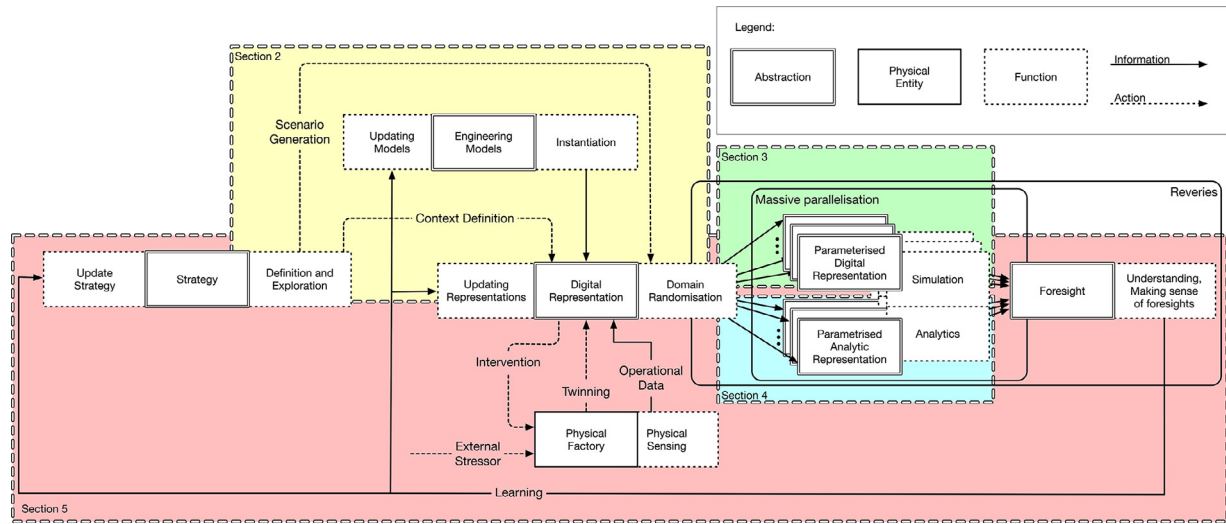 Legend:
Abstraction
Physical
Entity
Function
Information
Action
Section 2
Scenario
Generation
Updating
Models
Engineering
Models
Instantiation
Context Definition
Section 3
Reveries
Massive parallelisation
Update
Strategy
Strategy
Definition and
Exploration
Updating
Representations
Digital
Representation
Domain
Randomisation
Parameterised
Digital
Representation
Simulation
Parametrised
Analytic
Representation
Analytics
Foresight
Understanding,
Making sense
of foresights
Intervention
Twinning
Operational
Data
Section 4
Physical
Factory
Physical
Sensing
External
Stressor
Learning
Section 5